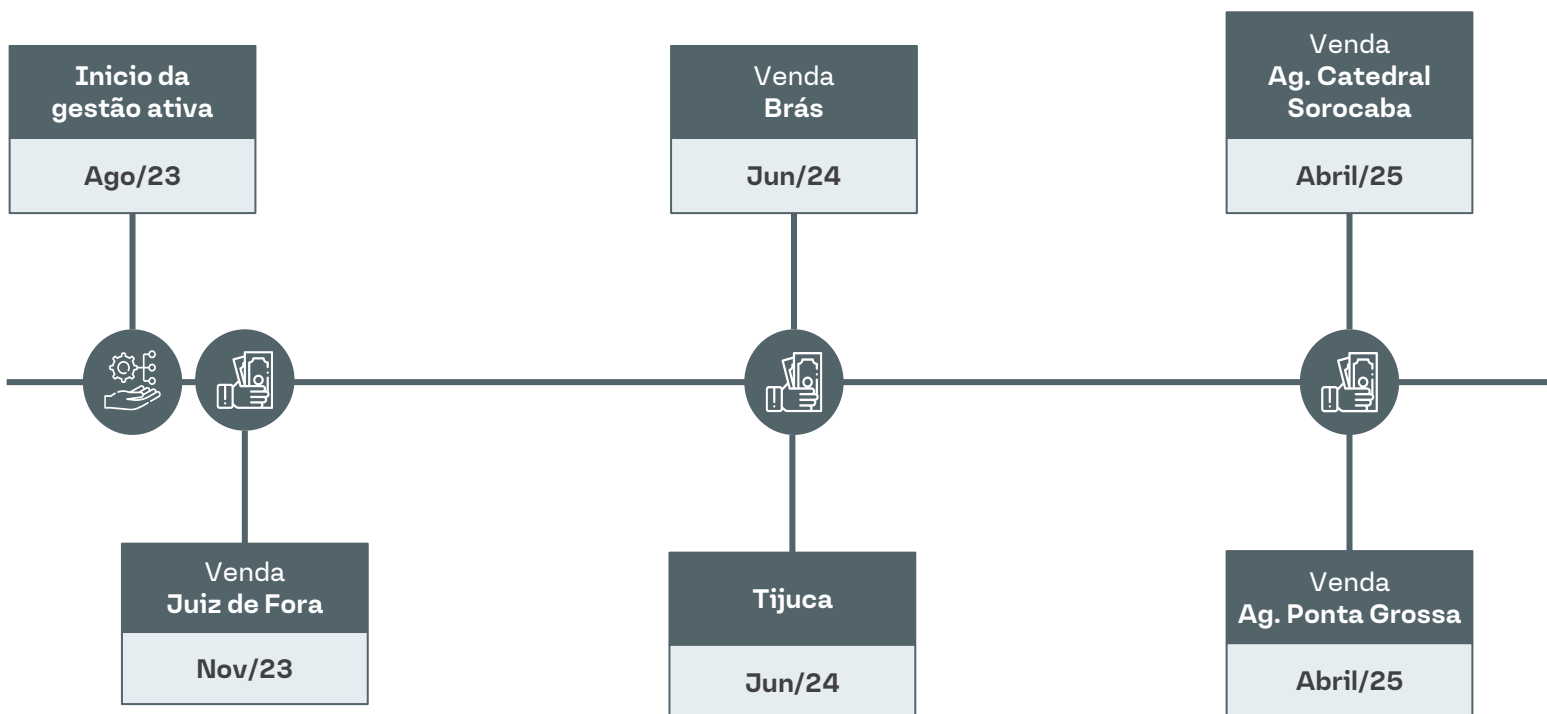 Inicio da
gestão ativa
Ago/23
Venda
Brás
Jun/24
Venda
Ag. Catedral
Sorocaba
Abril/25
Venda
Juiz de Fora
Nov/23
Tijuca
Jun/24
Venda
Ag. Ponta Grossa
Abril/25